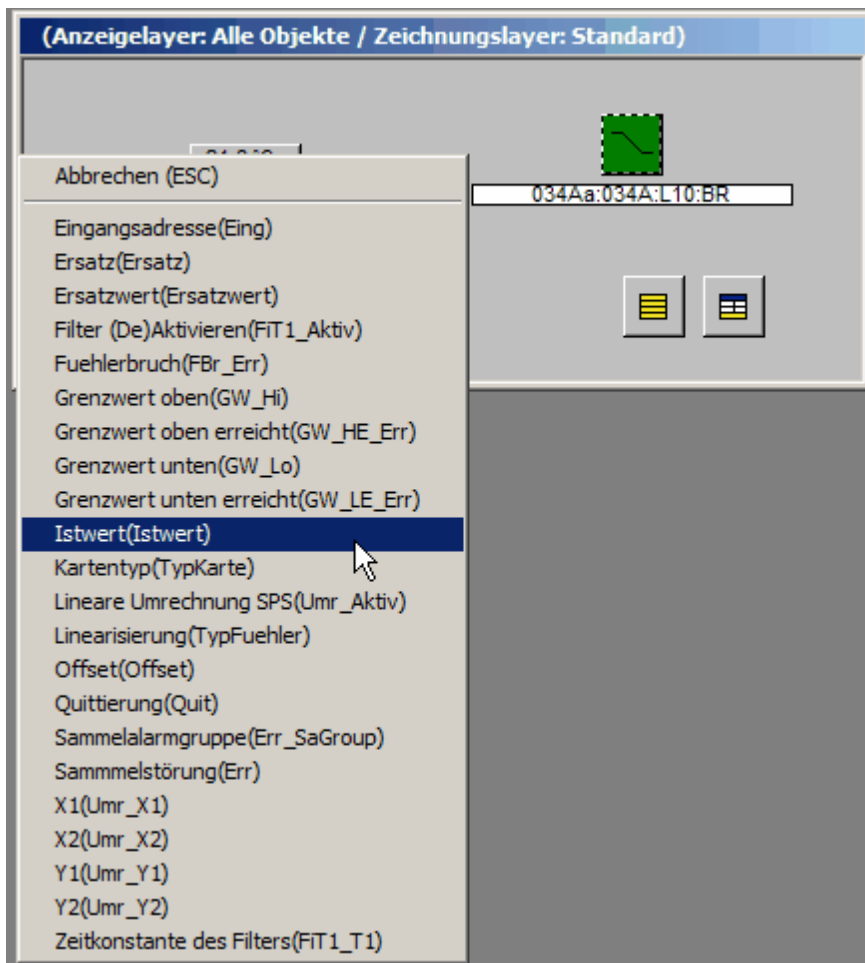 (Anzeigelayer: Alle Objekte / Zeichnungslayer: Standard)
034Aa:034A:L10:BR
Abbrechen (ESC)
Eingangsadresse(Eing)
Ersatz(Ersatz)
Ersatzwert(Ersatzwert)
Filter (De)Aktivieren(FiT1_Aktiv)
Fuehlerbruch(FBr_Err)
Grenzwert oben(GW_Hi)
Grenzwert oben erreicht(GW_HE_Err)
Grenzwert unten(GW_Lo)
Grenzwert unten erreicht(GW_LE_Err)
Istwert(Istwert)
Kartentyp(TypKarte)
Lineare Umrechnung SPS(Umr_Aktiv)
Linearisierung(TypFuehler)
Offset(Offset)
Quittierung(Quit)
Sammelalarmgruppe(Err_SaGroup)
Sammmelstörung(Err)
X1(Umr_X1)
X2(Umr_X2)
Y1(Umr_Y1)
Y2(Umr_Y2)
Zeitkonstante des Filters(FiT1_T1)